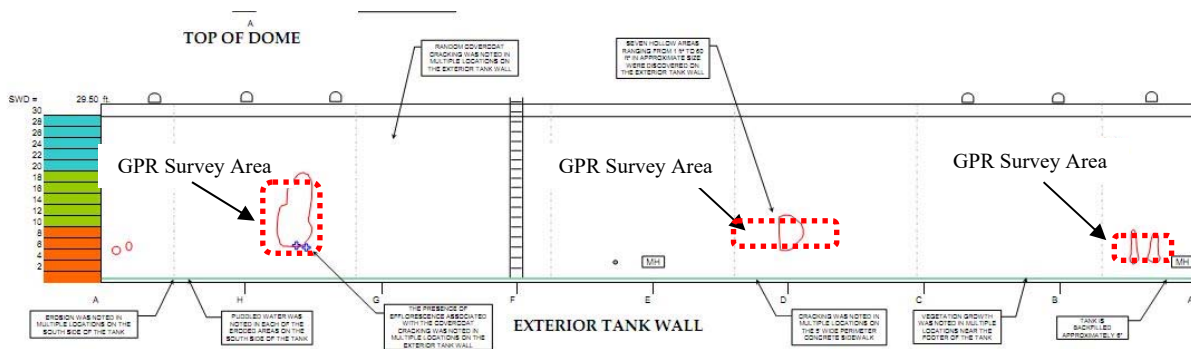 A
TOP OF DOME
RANDOM COVERCOAT
CRACKING WAS NOTED IN
MULTIPLE LOCATIONS ON
THE EXTERIOR TANK WALL
SEVEN HOLLOW AREAS
RANGING FROM 1 ft² TO 60
ft² IN APPROXIMATE SIZE
WERE DISCOVERED ON
THE EXTERIOR TANK WALL
SWD = 29.50 ft.
30
28
26
24
22
20
18
16
14
12
10
8
6
4
2
GPR Survey Area
GPR Survey Area
GPR Survey Area
MH
MH
A H G F E D C B A
EROSION WAS NOTED IN
MULTIPLE LOCATIONS ON THE
SOUTH SIDE OF THE TANK
PUDDLED WATER WAS
NOTED IN EACH OF THE
ERODED AREAS ON THE
SOUTH SIDE OF THE TANK
THE PRESENCE OF
EFFLORESCENCE ASSOCIATED
WITH THE COVERCOAT
CRACKING WAS NOTED IN
MULTIPLE LOCATIONS ON THE
EXTERIOR TANK WALL
EXTERIOR TANK WALL
CRACKING WAS NOTED IN
MULTIPLE LOCATIONS ON
THE 5 WIDE PERIMETER
CONCRETE SIDEWALK
VEGETATION GROWTH
WAS NOTED IN MULTIPLE
LOCATIONS NEAR THE
FOOTER OF THE TANK
TANK IS
BACKFILLED
APPROXIMATELY 6"